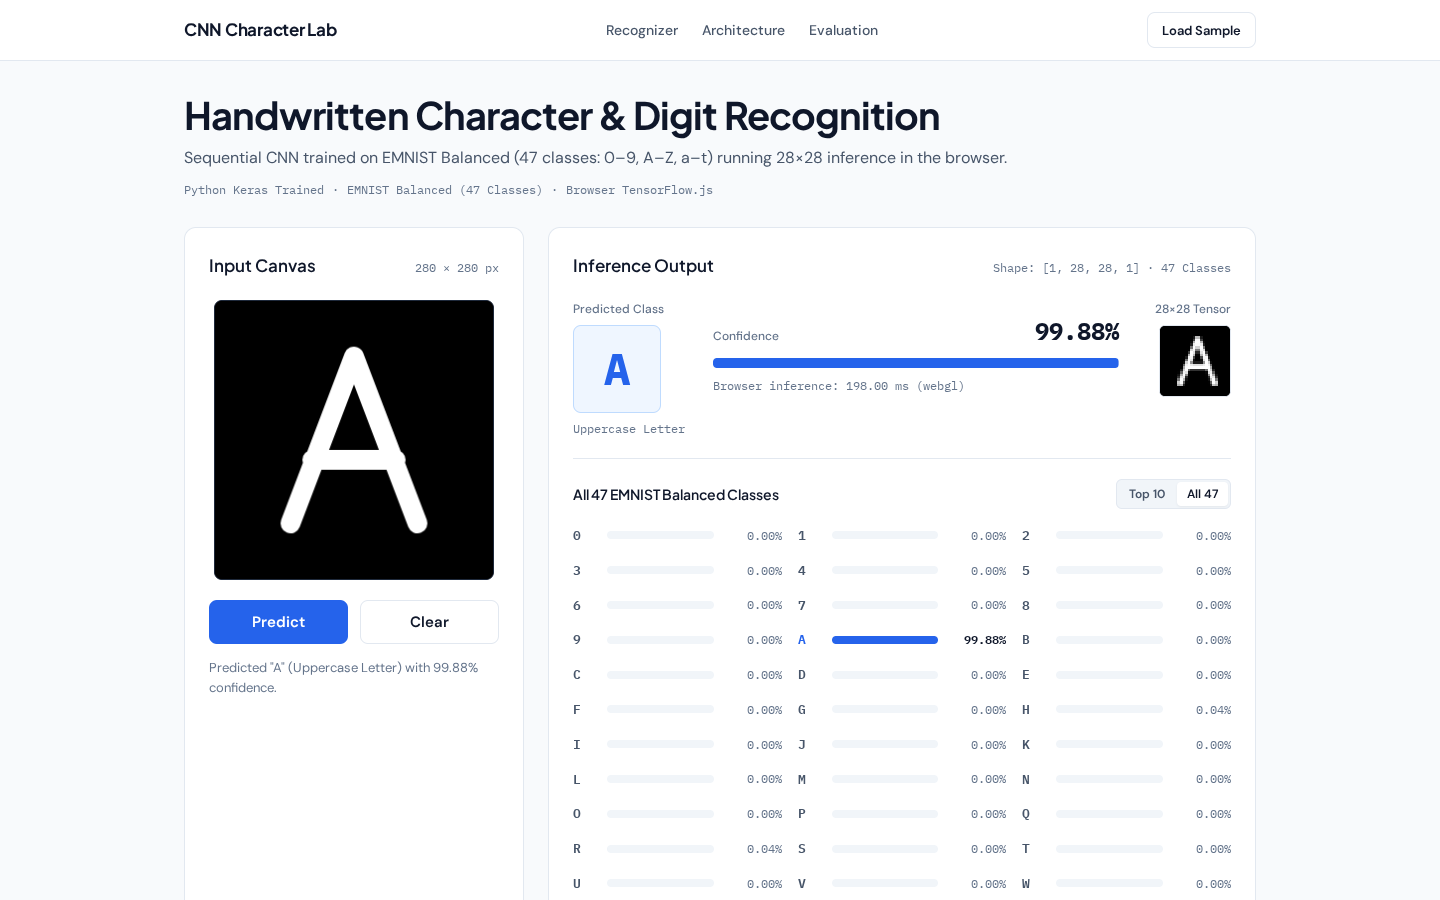 CNN Character Lab
Recognizer Architecture Evaluation
Load Sample
Handwritten Character & Digit Recognition
Sequential CNN trained on EMNIST Balanced (47 classes: 0–9, A–Z, a–t) running 28×28 inference in the browser.
Python Keras Trained · EMNIST Balanced (47 Classes) · Browser TensorFlow.js
Input Canvas 280 × 280 px
A
Predict Clear
Predicted "A" (Uppercase Letter) with 99.88%
confidence.
Inference Output Shape: [1, 28, 28, 1] · 47 Classes
Predicted Class
A
Uppercase Letter
Confidence 99.88%
Browser inference: 198.00 ms (webgl)
28×28 Tensor
A
All 47 EMNIST Balanced Classes Top 10 All 47
0 0.00% 1 0.00% 2 0.00%
3 0.00% 4 0.00% 5 0.00%
6 0.00% 7 0.00% 8 0.00%
9 0.00% A 99.88% B 0.00%
C 0.00% D 0.00% E 0.00%
F 0.00% G 0.00% H 0.04%
I 0.00% J 0.00% K 0.00%
L 0.00% M 0.00% N 0.00%
O 0.00% P 0.00% Q 0.00%
R 0.04% S 0.00% T 0.00%
U 0.00% V 0.00% W 0.00%